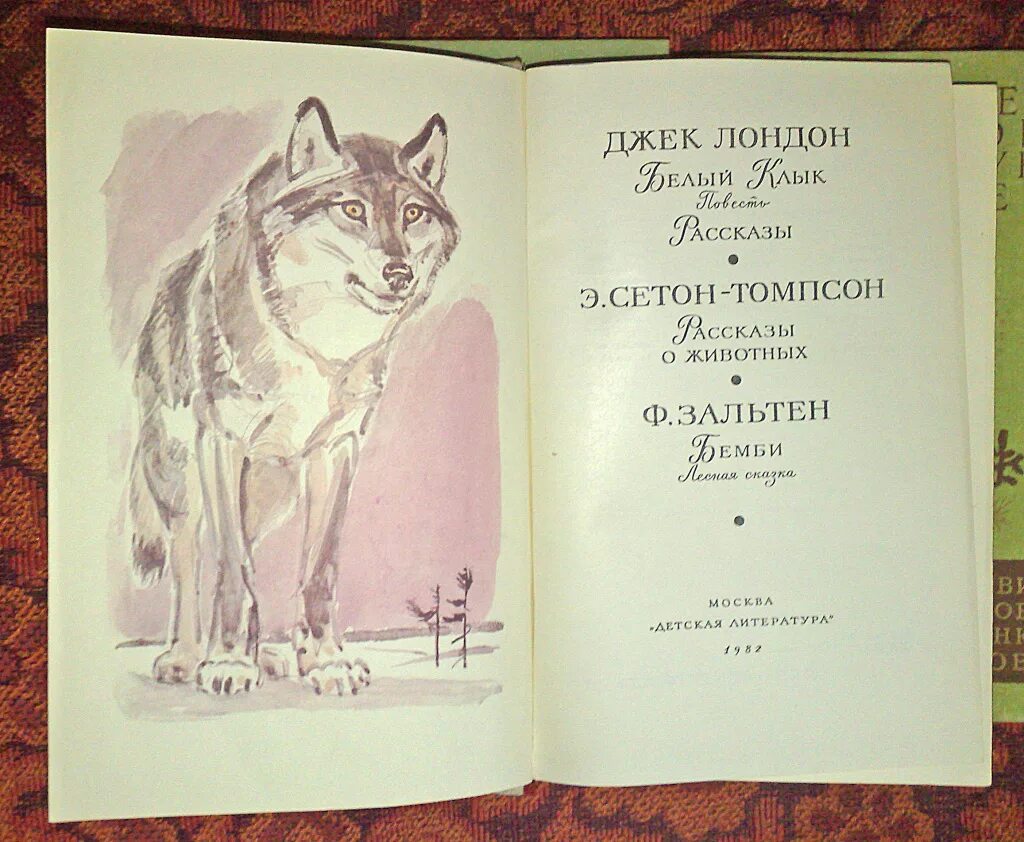 ДЖЕК ЛОНДОН
Белый Клык
Повесть
Рассказы
Э. СЕТОН-ТОМПСОН
Рассказы
о животных
Ф. ЗАЛЬТЕН
Бемби
Лесная сказка
МОСКВА
„ДЕТСКАЯ ЛИТЕРАТУРА"
1982